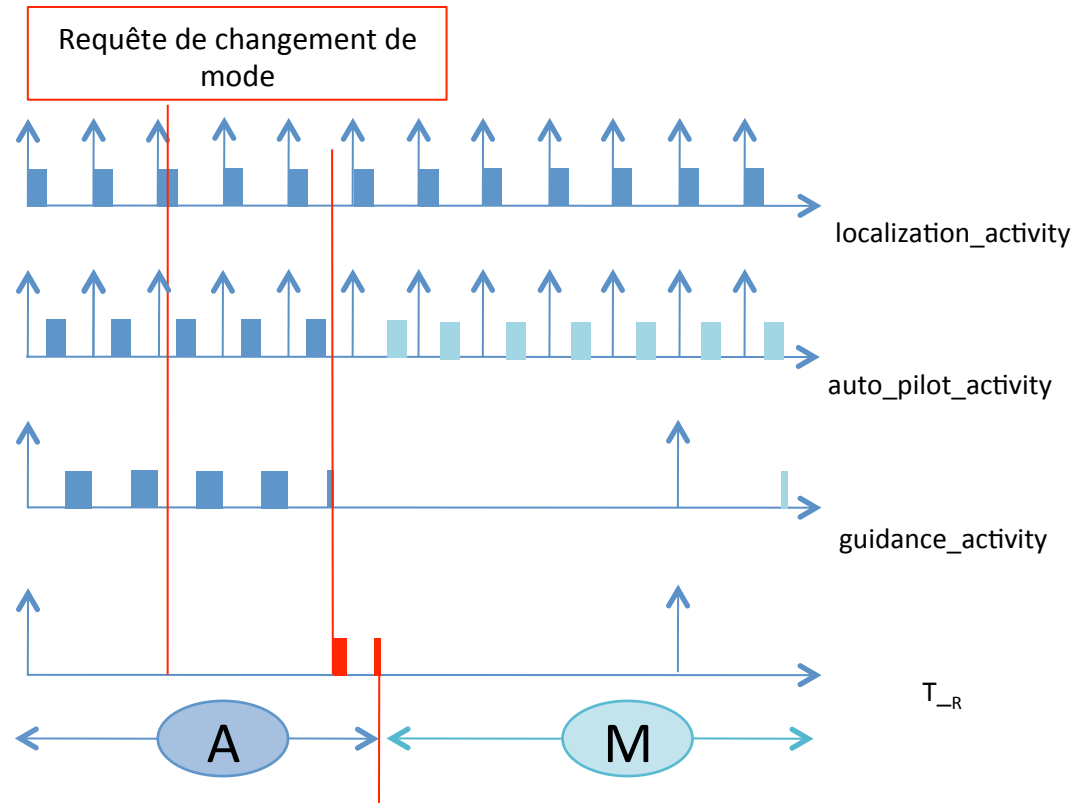 Requête de changement de
mode
localization_activity
auto_pilot_activity
guidance_activity
T_R
A
M